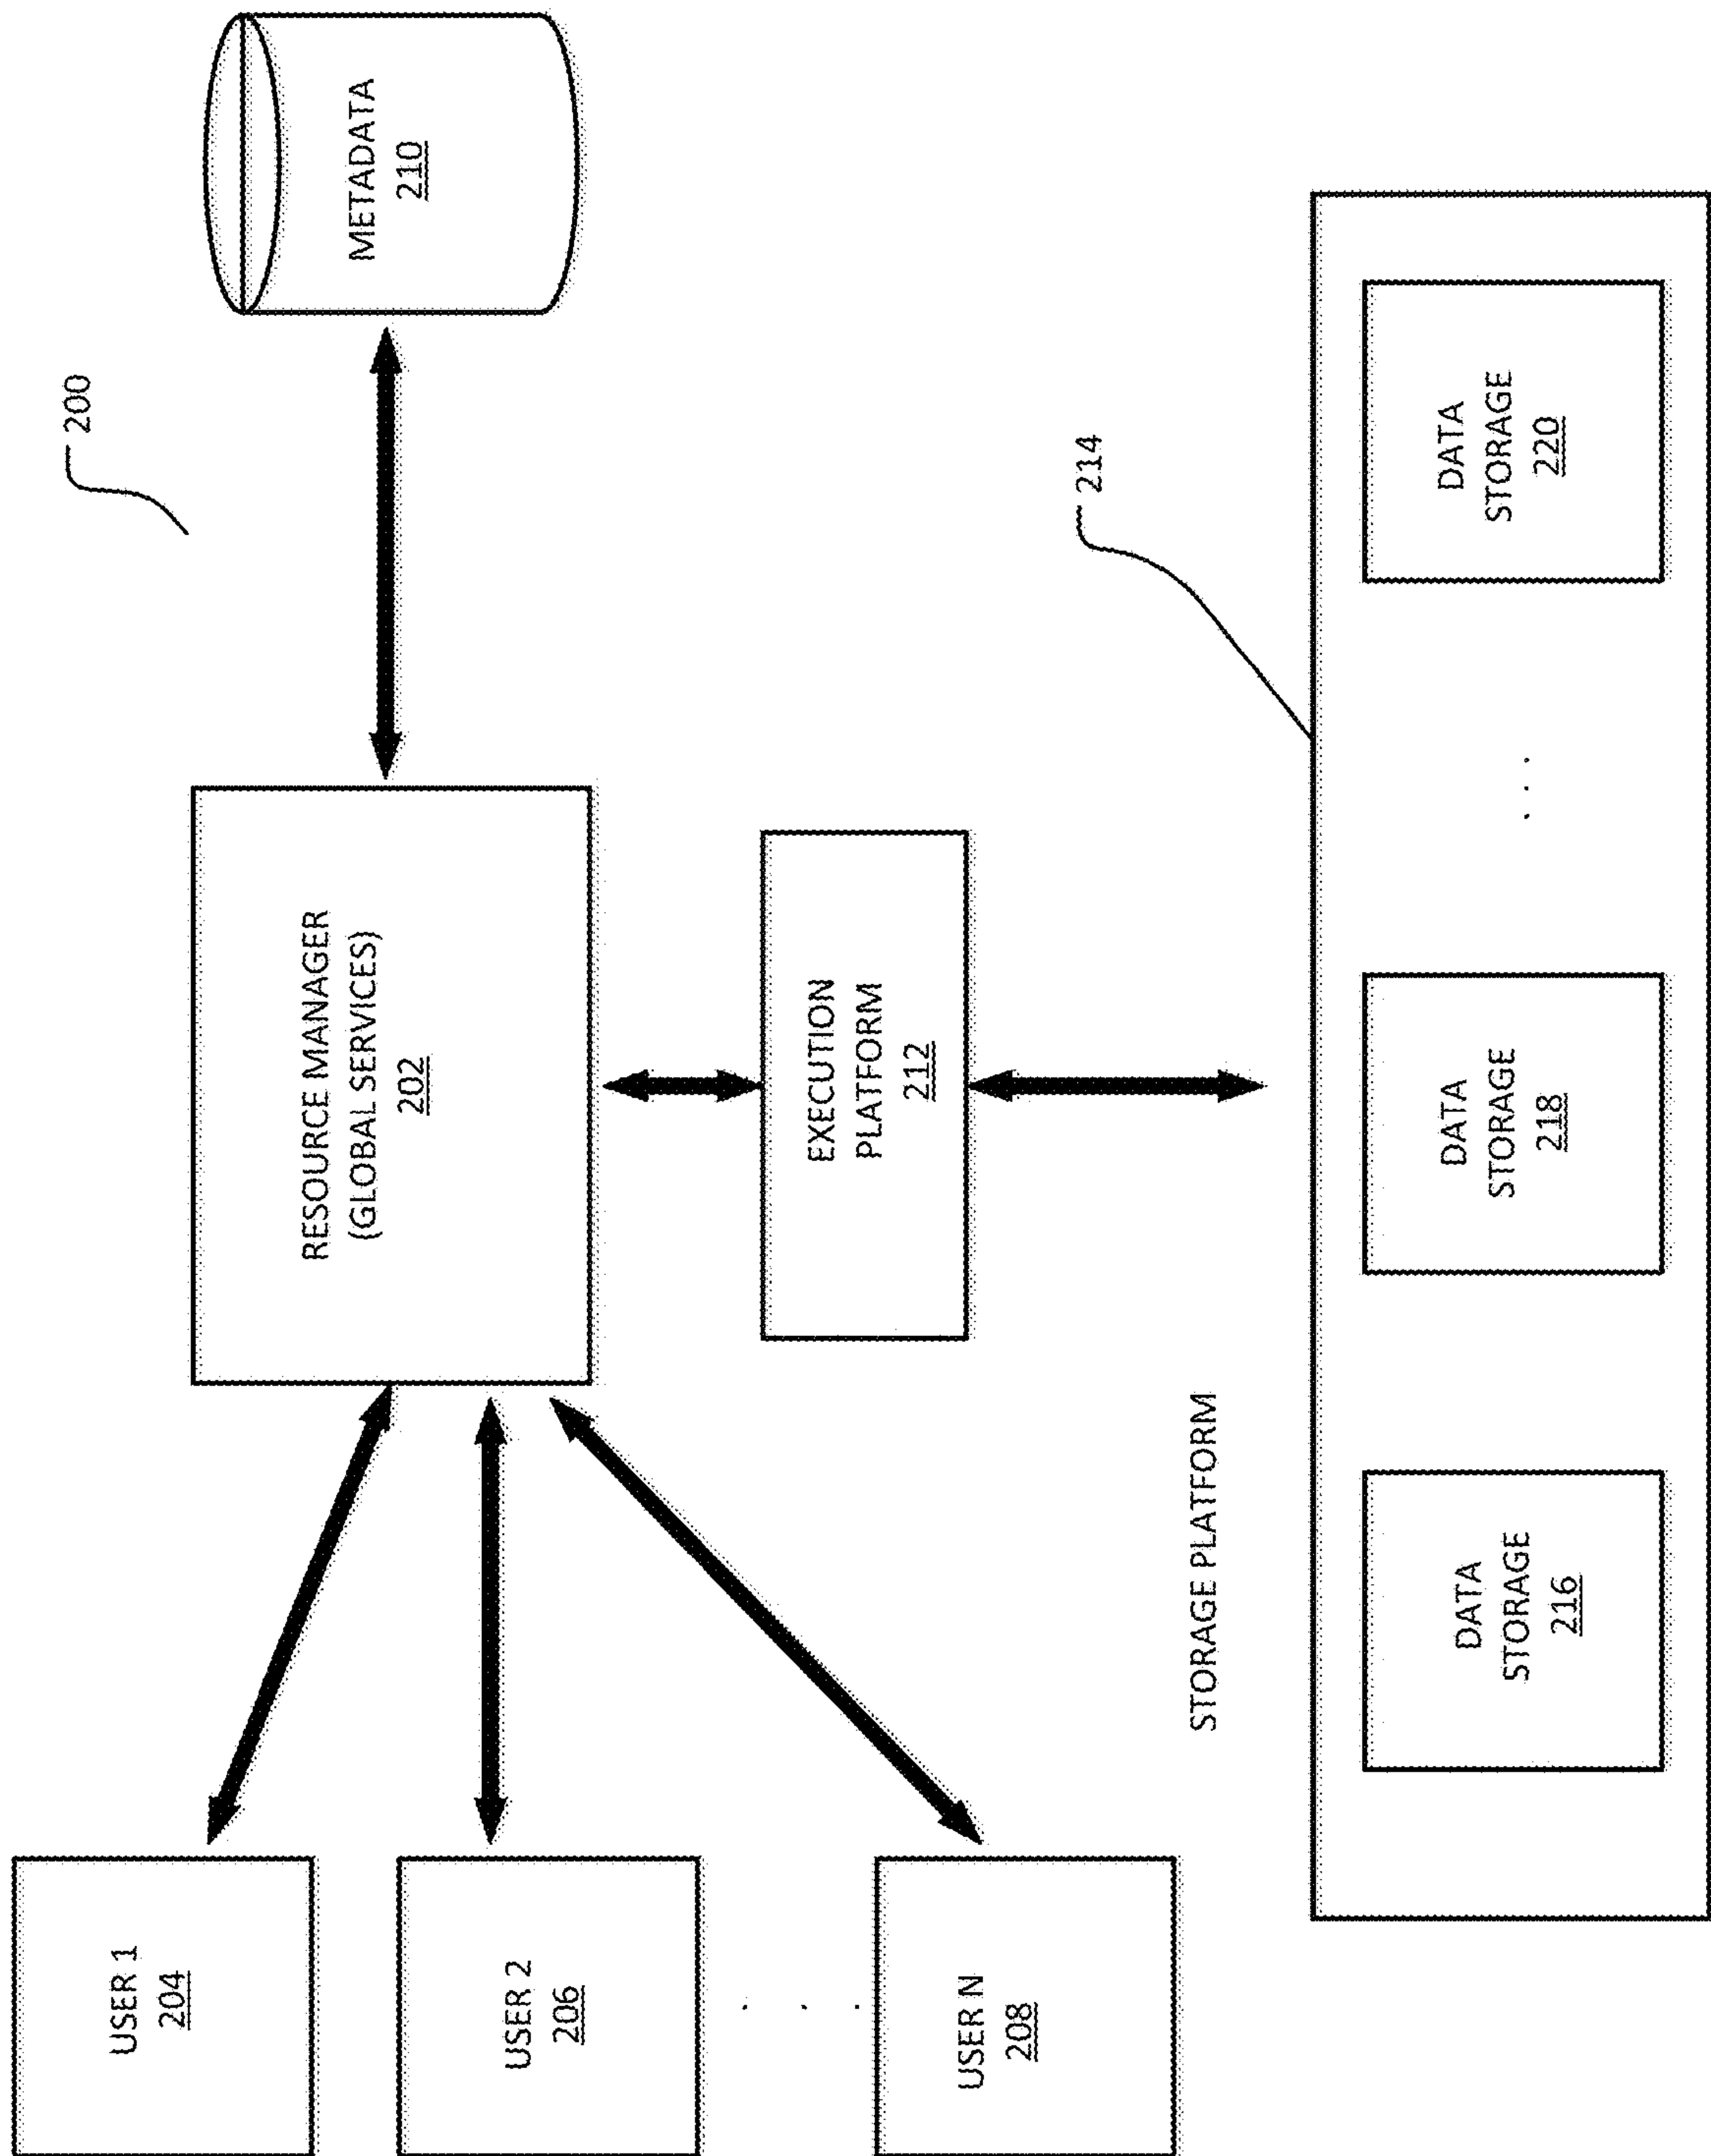 200
USER 1
204
USER 2
206
.
.
.
USER N
208
RESOURCE MANAGER
(GLOBAL SERVICES)
202
METADATA
210
EXECUTION
PLATFORM
212
STORAGE PLATFORM
214
DATA
STORAGE
216
DATA
STORAGE
218
. . .
DATA
STORAGE
220